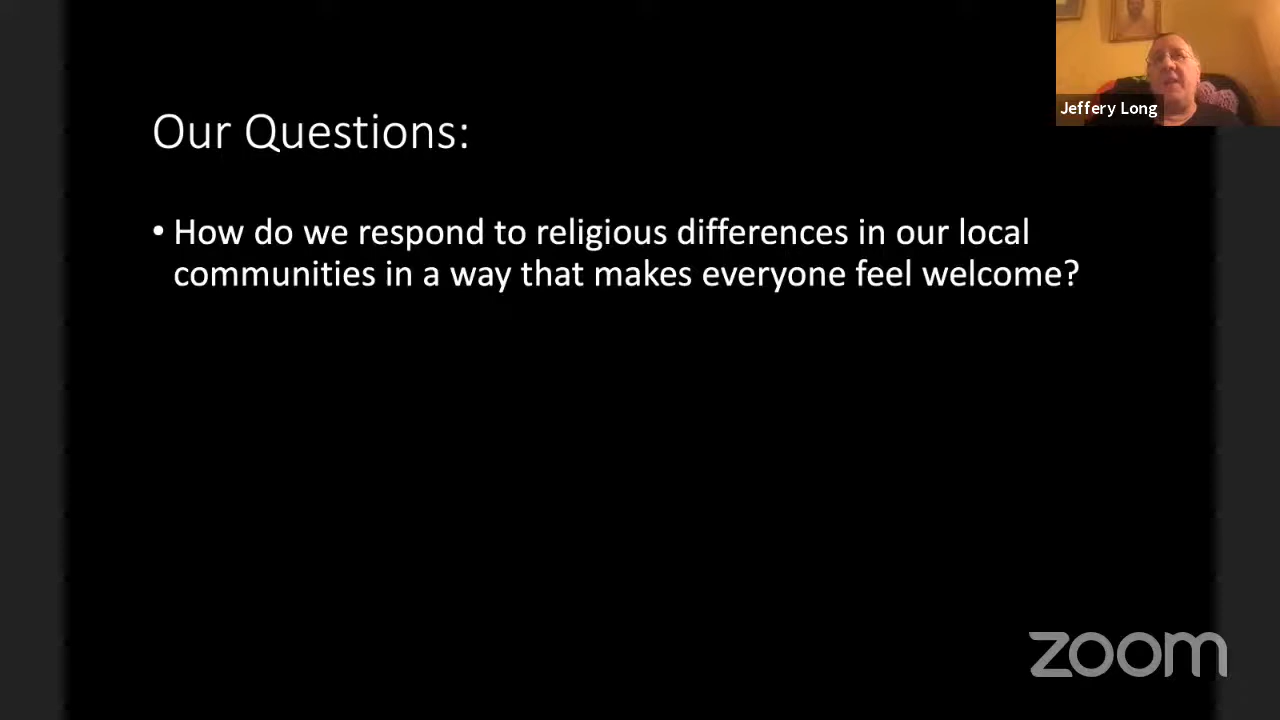 Our Questions:
• How do we respond to religious differences in our local
communities in a way that makes everyone feel welcome?
Jeffery Long
zoom